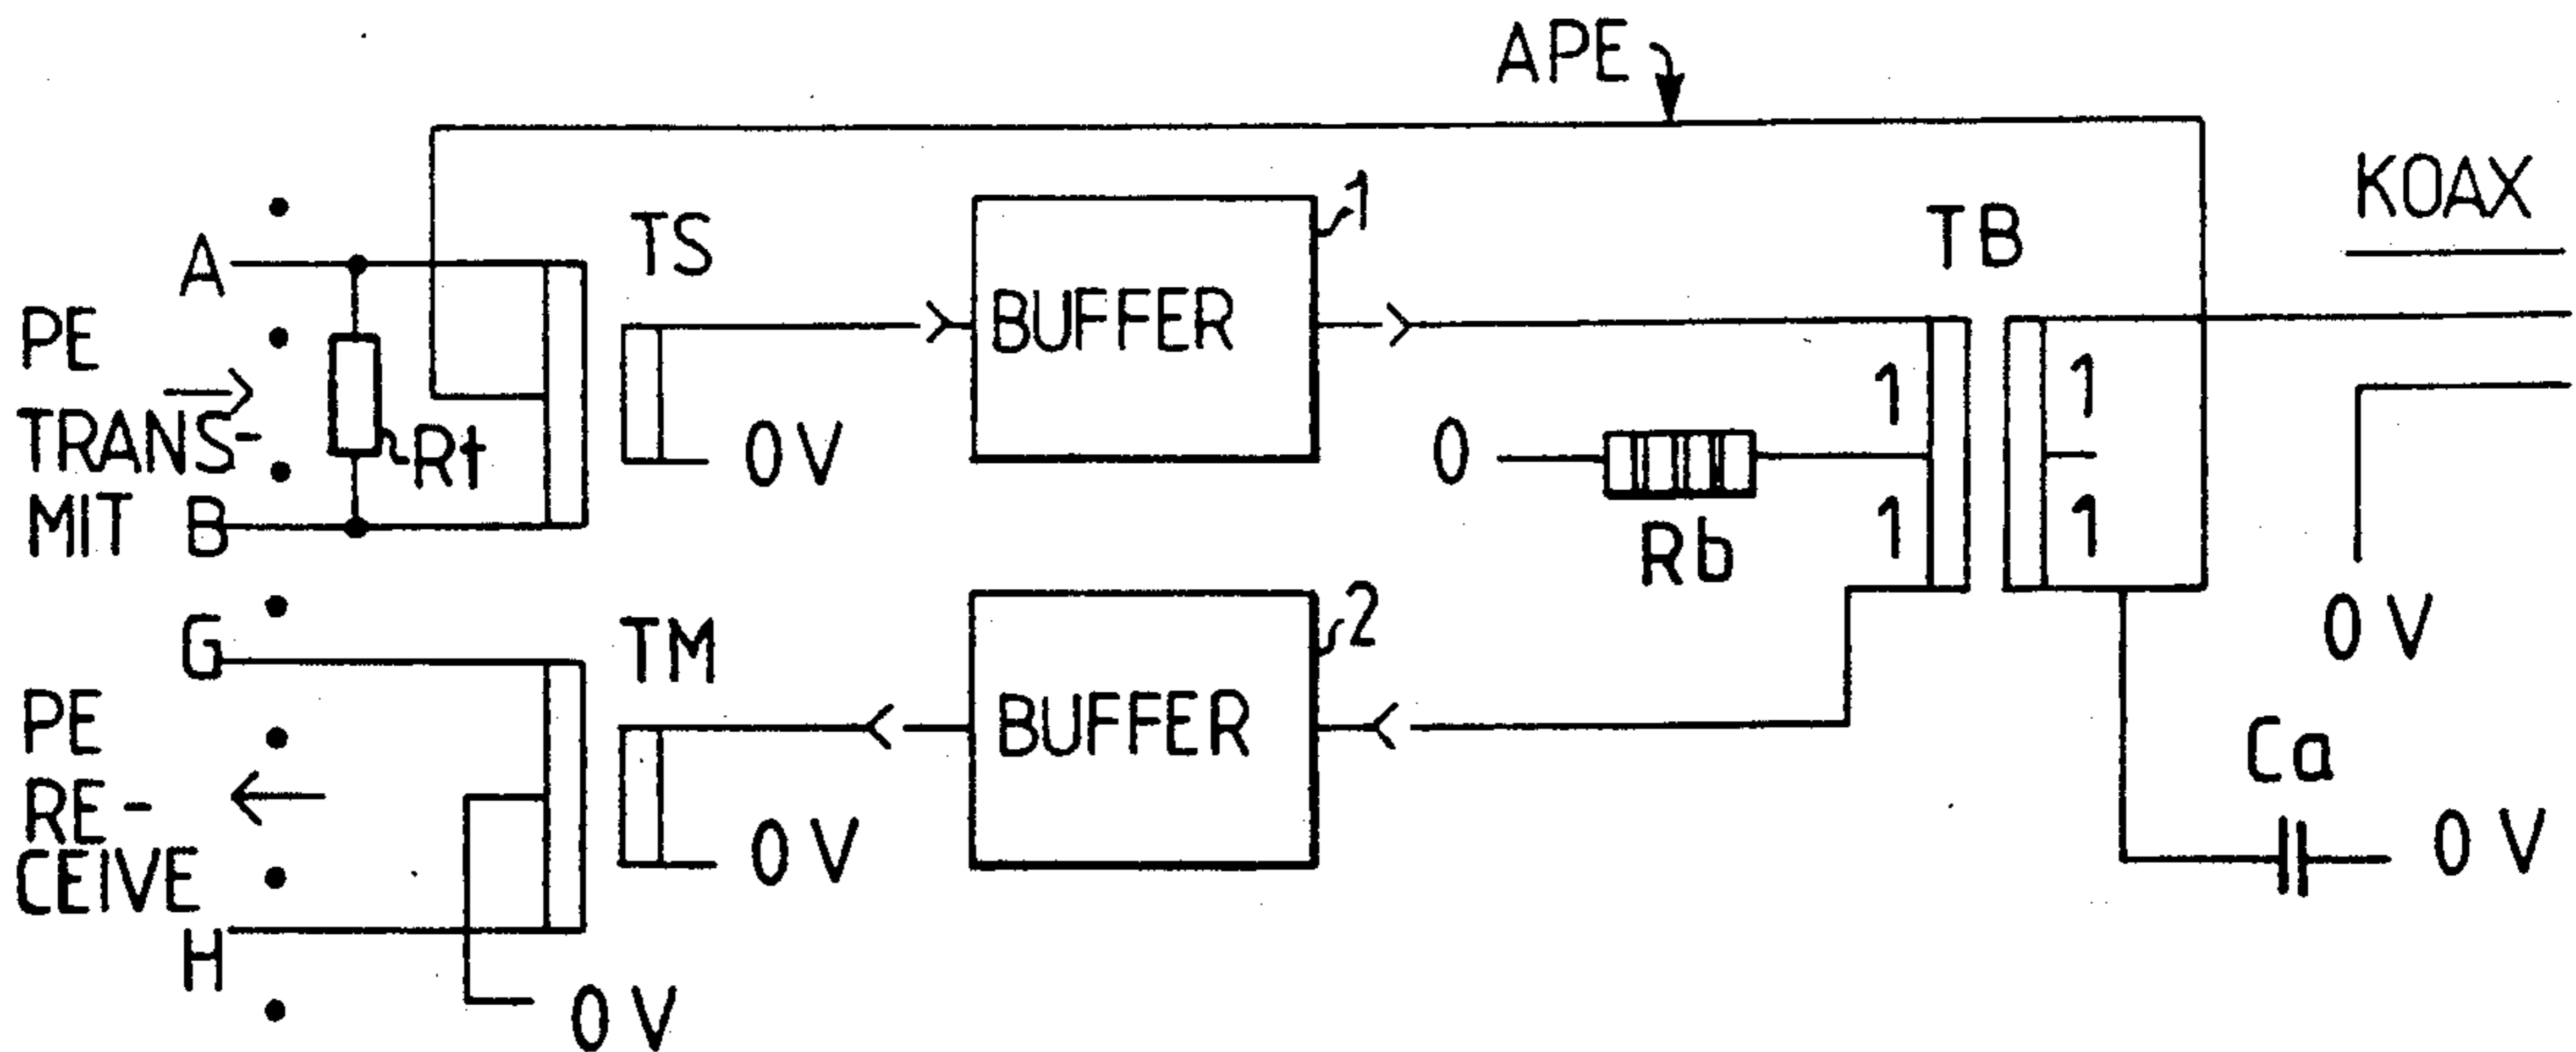 APE
KOAX
1
TS
TB
A
PE
TRANS-
MIT
B
Rt
0V
BUFFER
0
Rb
1
1
1
1
0 V
G
TM
2
PE
RE-
CEIVE
H
BUFFER
0 V
Ca
0 V
0 V